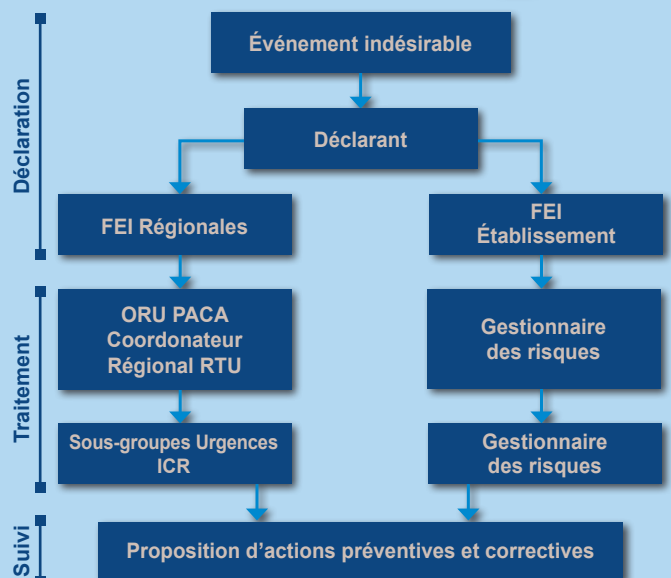 Événement indésirable
Déclaration
Déclarant
FEI Régionales
FEI
Établissement
Traitement
ORU PACA
Coordonateur
Régional RTU
Gestionnaire
des risques
Sous-groupes Urgences
ICR
Gestionnaire
des risques
Suivi
Proposition d'actions préventives et correctives